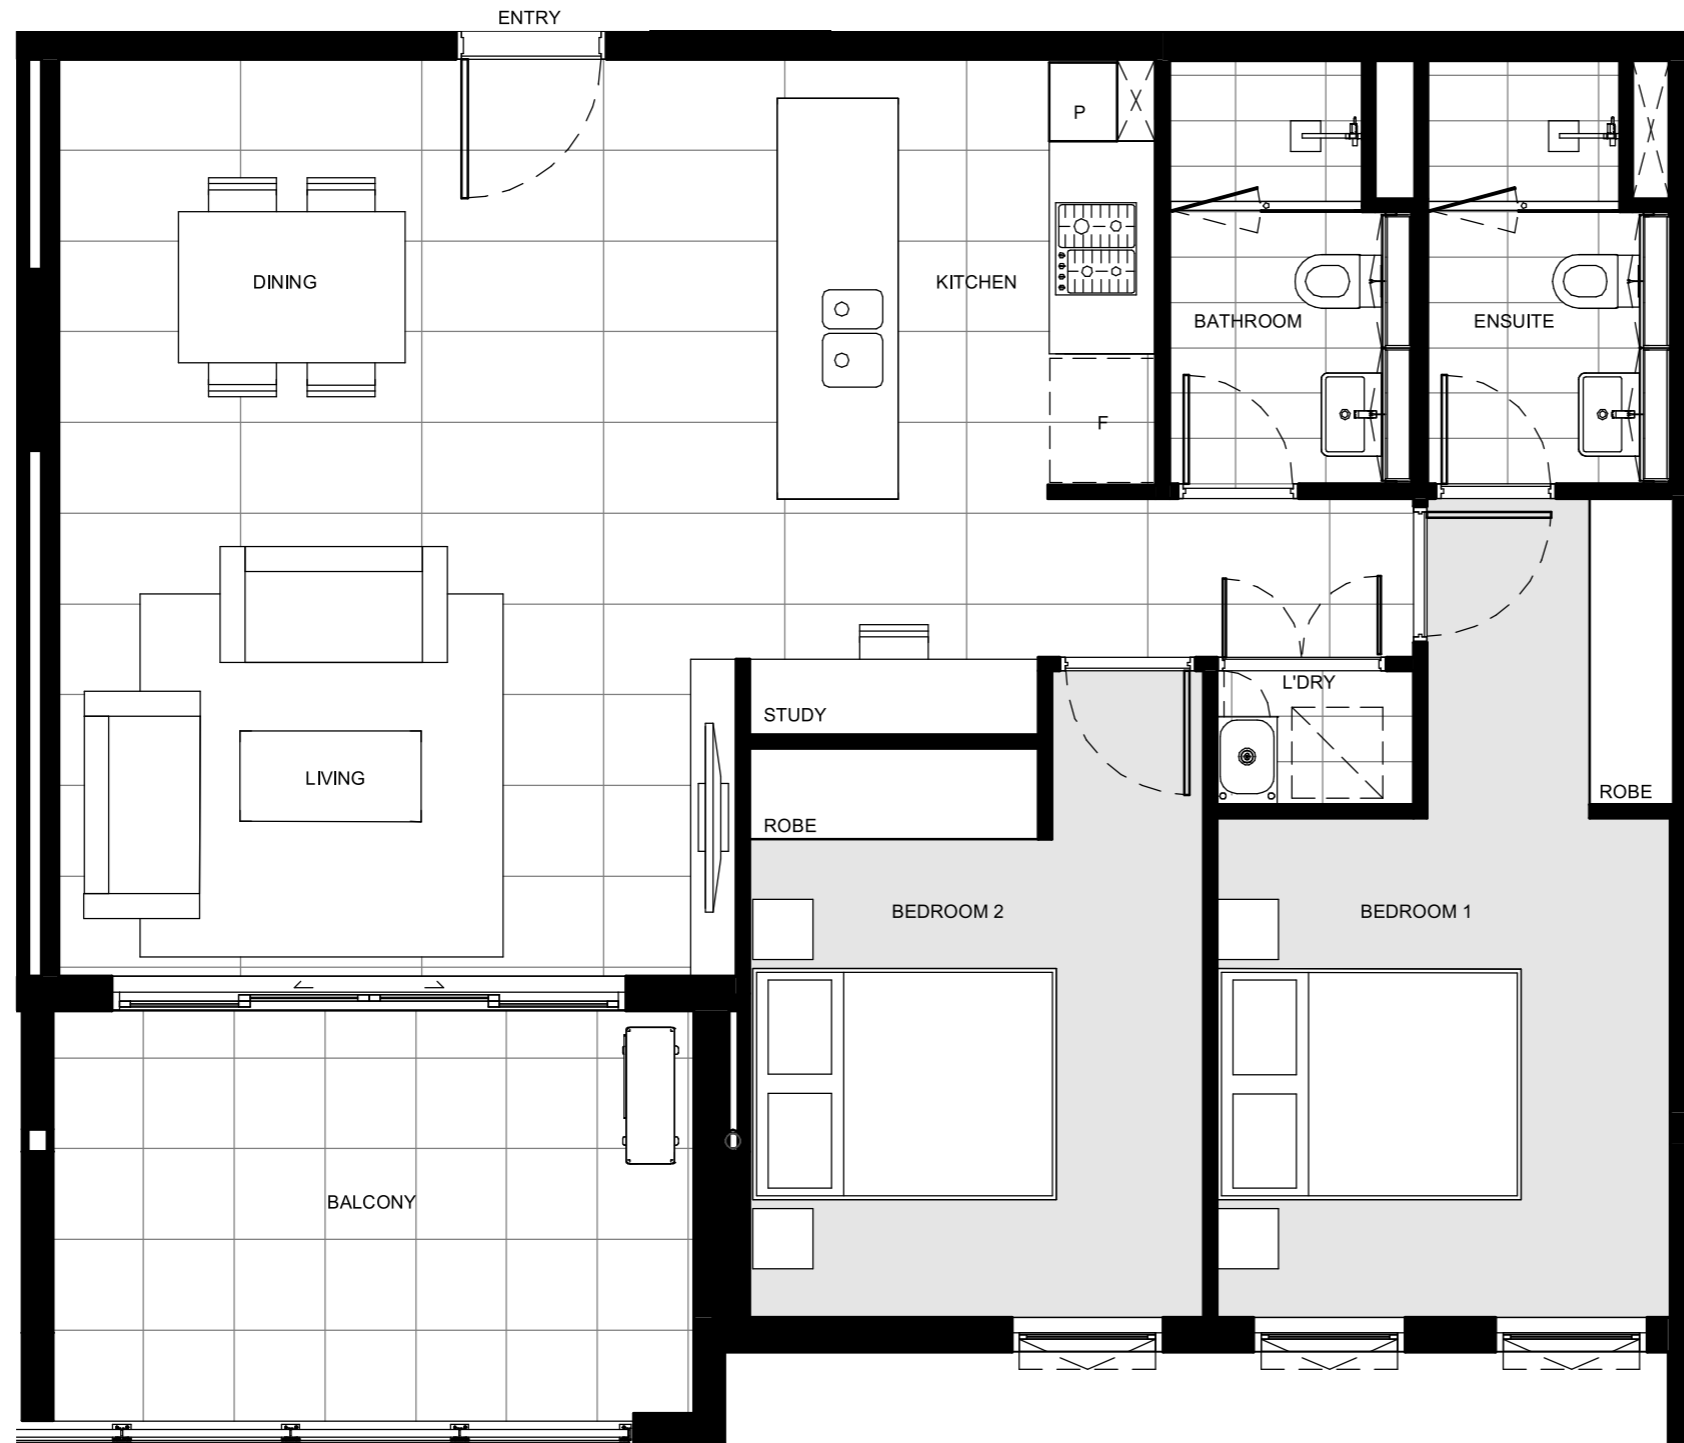 ENTRY
P
DINING
KITCHEN
BATHROOM
ENSUITE
F
L'DRY
STUDY
LIVING
ROBE
ROBE
BEDROOM 2
BEDROOM 1
BALCONY